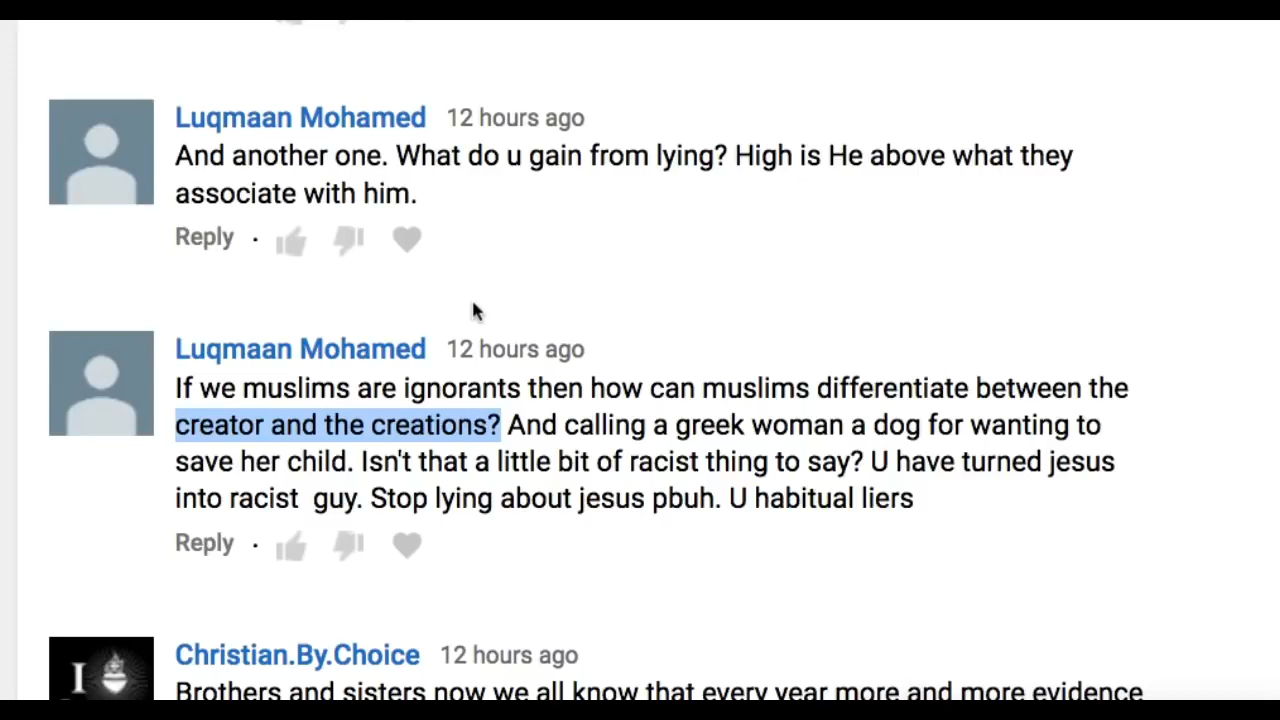 Luqmaan Mohamed 12 hours ago
And another one. What do u gain from lying? High is He above what they
associate with him.
Reply ·
Luqmaan Mohamed 12 hours ago
If we muslims are ignorants then how can muslims differentiate between the
creator and the creations? And calling a greek woman a dog for wanting to
save her child. Isn't that a little bit of racist thing to say? U have turned jesus
into racist guy. Stop lying about jesus pbuh. U habitual liers
Reply ·
I
Christian.By.Choice 12 hours ago
Brothers and sisters now we all know that every year more and more evidence